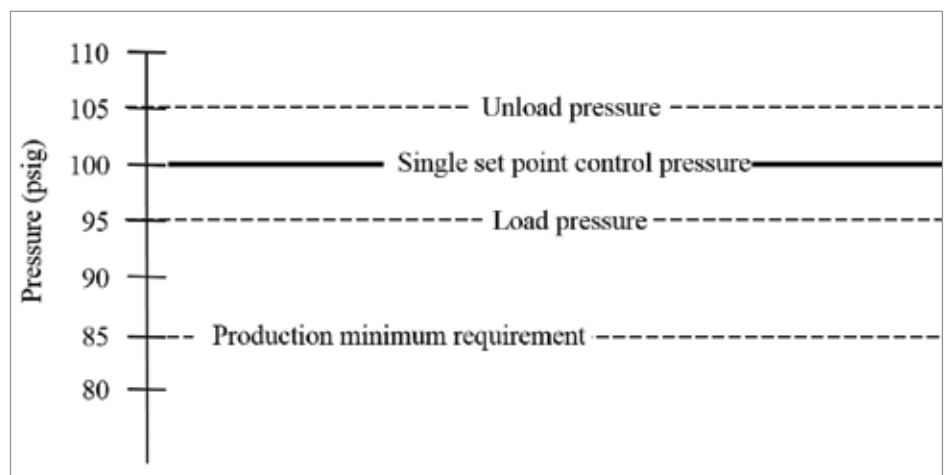 110
105
Unload pressure
100
Single set point control pressure
95
Load pressure
90
85
Production minimum requirement
80
Pressure (psig)